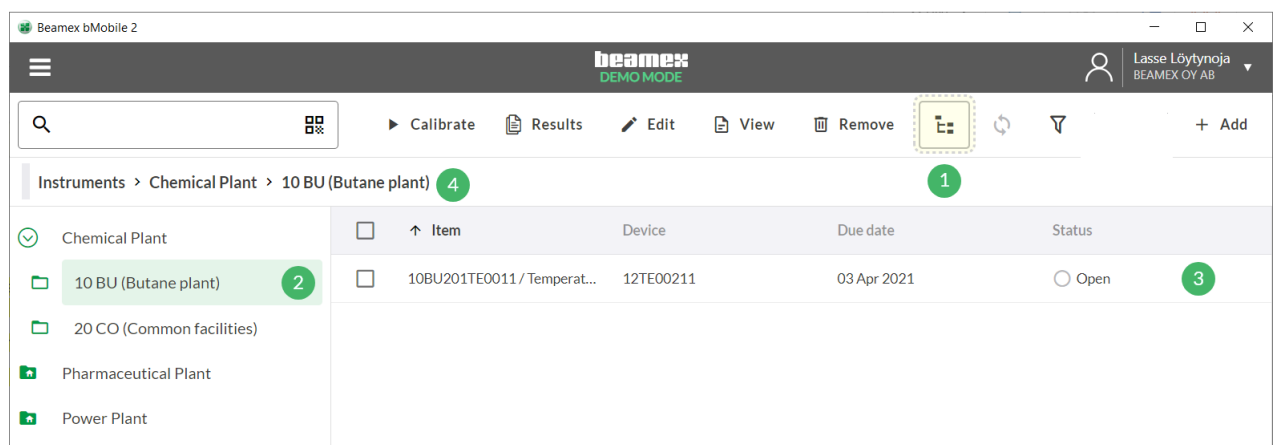 Beamex bMobile 2
beamex
DEMO MODE
Lasse Löytynoja
BEAMEX OY AB
Calibrate Results Edit View Remove + Add
1
Instruments > Chemical Plant > 10 BU (Butane plant) 4
Chemical Plant
10 BU (Butane plant) 2
20 CO (Common facilities)
Pharmaceutical Plant
Power Plant
↑ Item Device Due date Status
10BU201TE0011 / Temperat... 12TE00211 03 Apr 2021 Open 3